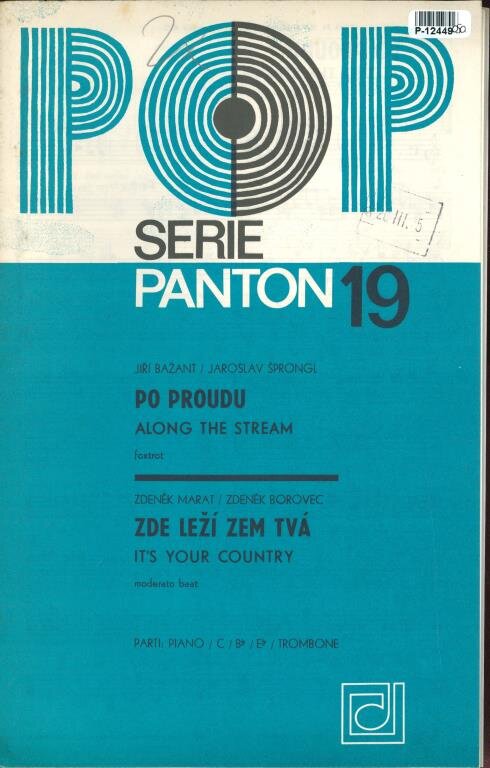 P-12449
POP
SERIE
PANTON 19
JIŘÍ BAŽANT / JAROSLAV ŠPRONGL
PO PROUDU
ALONG THE STREAM
foxtrot
ZDENĚK MARAT / ZDENĚK BOROVEC
ZDE LEŽÍ ZEM TVÁ
IT'S YOUR COUNTRY
moderato beat
PARTI: PIANO / C / B♭ / E♭ / TROMBONE